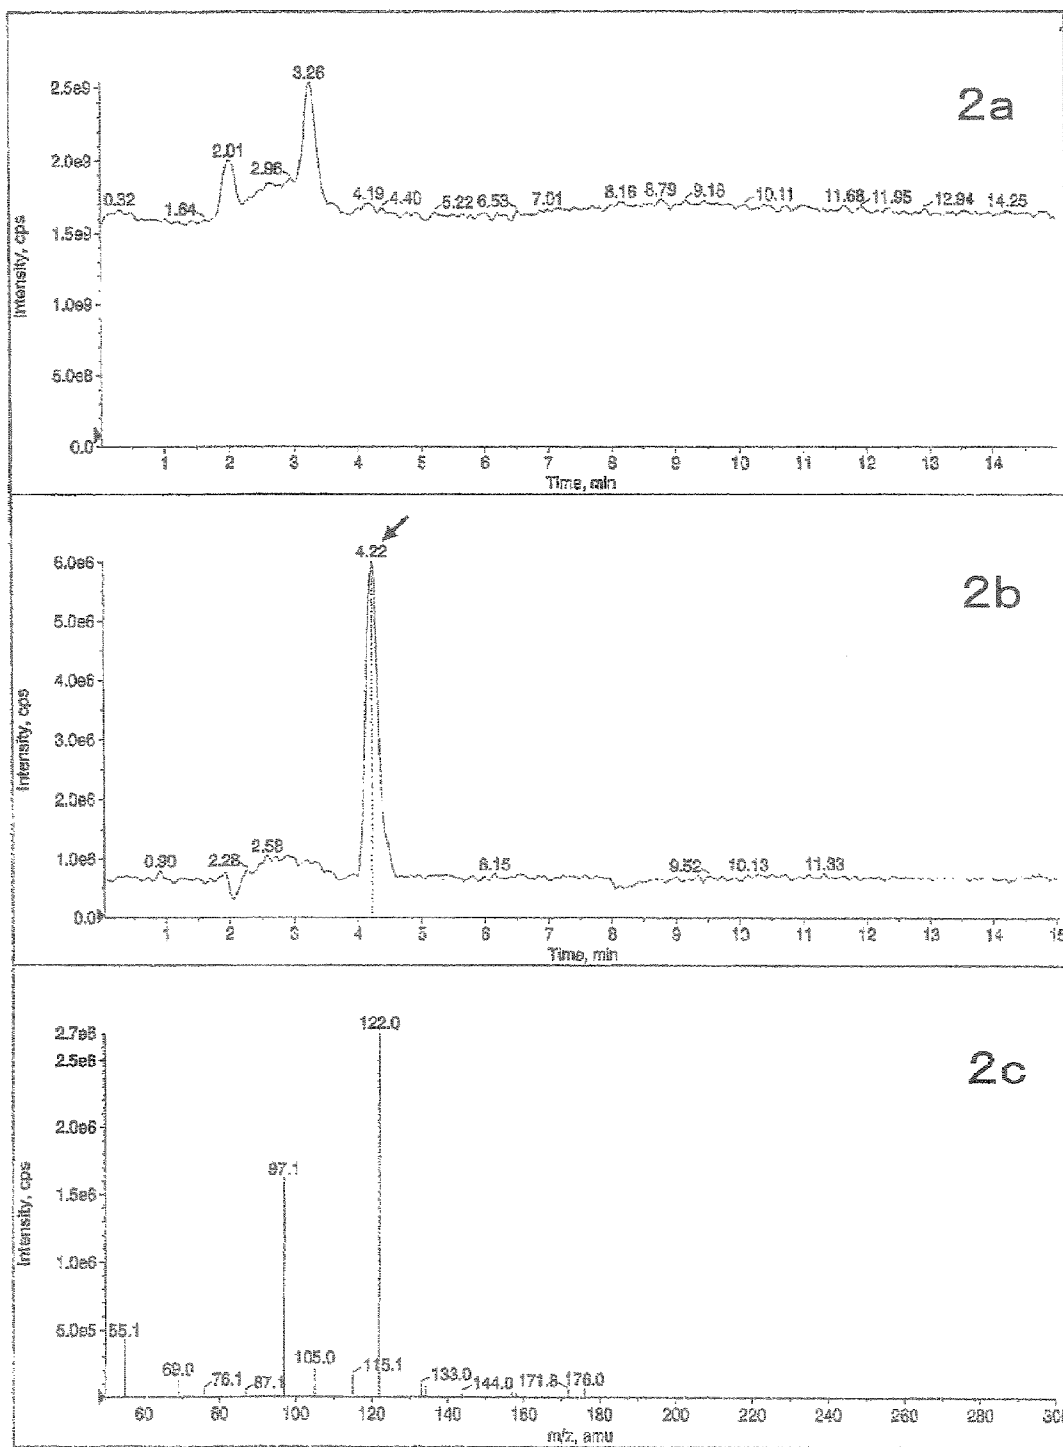 2a
3.26
2.5e9
2.01
2.0e9
2.96
0.32
1.64
4.19
4.40
5.22
6.53
7.01
8.16
8.79
9.18
10.11
11.68
11.95
12.94
14.25
1.5e9
1.0e9
5.0e8
0.0
Intensity, cps
1 2 3 4 5 6 7 8 9 10 11 12 13 14
Time, min
2b
4.22
6.0e6
5.0e6
4.0e6
3.0e6
2.0e6
1.0e6
0.0
Intensity, cps
0.90
2.28
2.58
6.15
9.52
10.13
11.33
1 2 3 4 5 6 7 8 9 10 11 12 13 14 15
Time, min
2c
122.0
2.7e6
2.5e6
2.0e6
1.5e6
1.0e6
5.0e5
Intensity, cps
97.1
55.1
69.0
76.1
87.1
105.0
115.1
133.0
144.0
171.8
176.0
60 80 100 120 140 160 180 200 220 240 260 280
m/z, amu